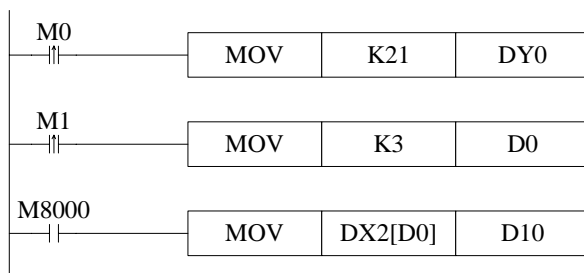 M0
MOV K21 DY0
M1
MOV K3 D0
M8000
MOV DX2[D0] D10